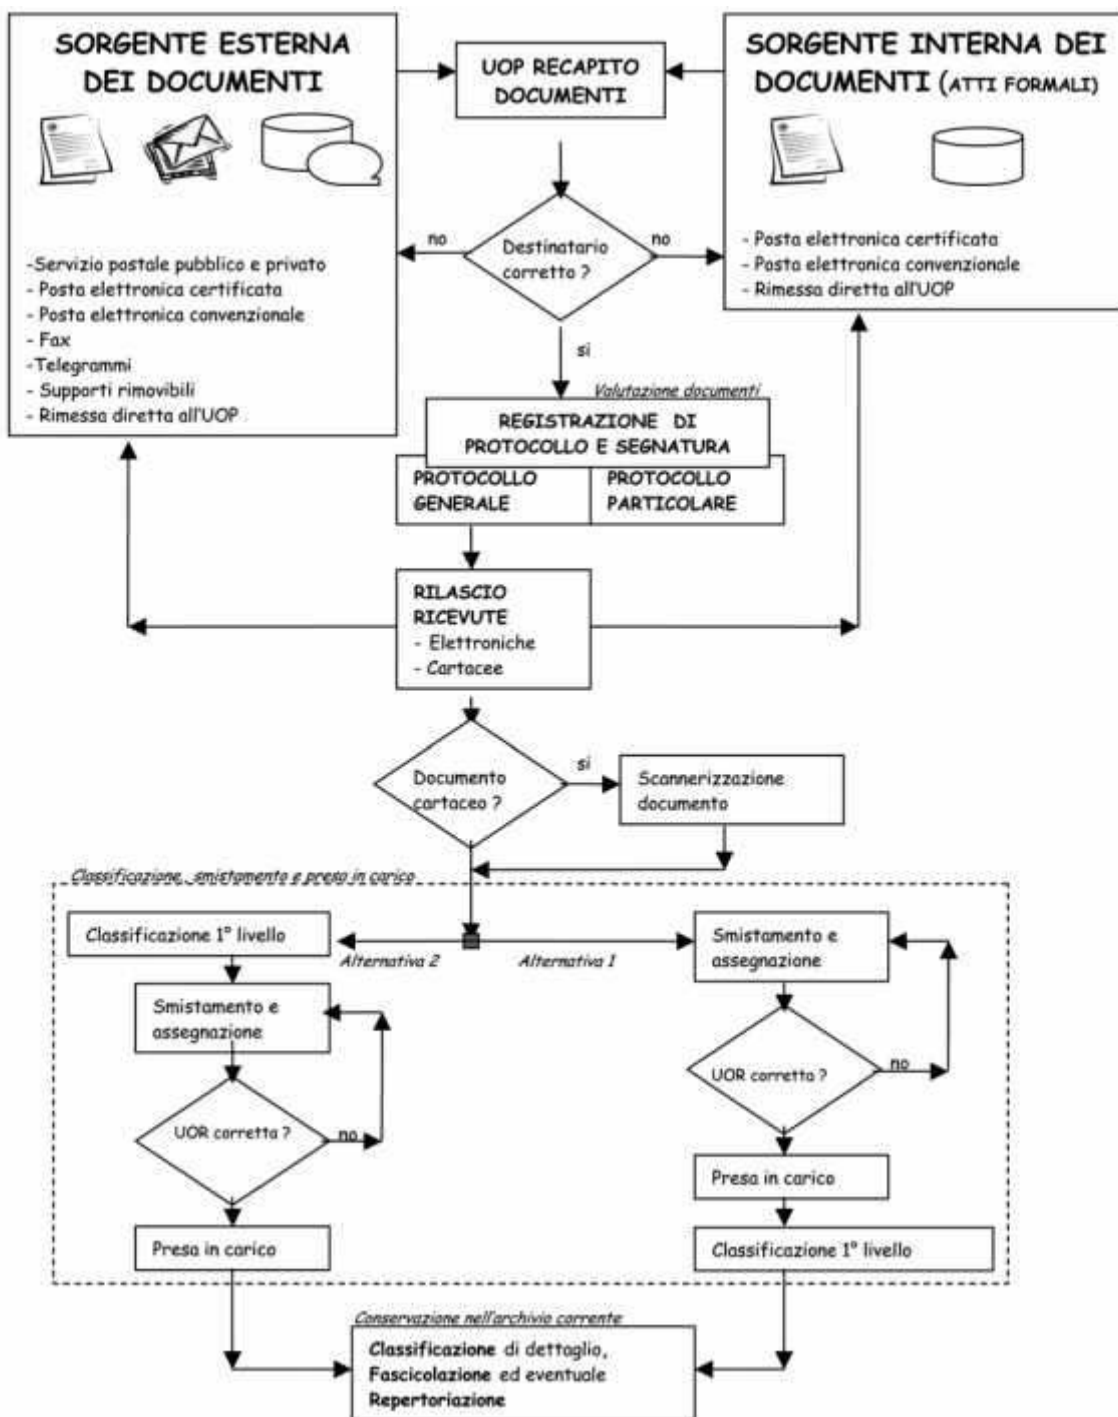 SORGENTE ESTERNA
DEI DOCUMENTI
-Servizio postale pubblico e privato
- Posta elettronica certificata
- Posta elettronica convenzionale
- Fax
-Telegrammi
- Supporti rimovibili
- Rimessa diretta all'UOP
UOP RECAPITO
DOCUMENTI
SORGENTE INTERNA DEI
DOCUMENTI (ATTI FORMALI)
- Posta elettronica certificata
- Posta elettronica convenzionale
- Rimessa diretta all'UOP
no
Destinatario
corretto ?
no
si
Valutazione documenti
REGISTRAZIONE DI
PROTOCOLLO E SEGNATURA
PROTOCOLLO
GENERALE
PROTOCOLLO
PARTICOLARE
RILASCIO
RICEVUTE
- Elettroniche
- Cartacee
Documento
cartaceo ?
si
Scannerizzazione
documento
Classificazione, smistamento e presa in carico
Classificazione 1° livello
Alternativa 2
Alternativa 1
Smistamento e
assegnazione
Smistamento e
assegnazione
UOR corretta ?
no
UOR corretta ?
no
Presa in carico
Presa in carico
Classificazione 1° livello
Conservazione nell'archivio corrente
Classificazione di dettaglio,
Fascicolazione ed eventuale
Repertoriazione